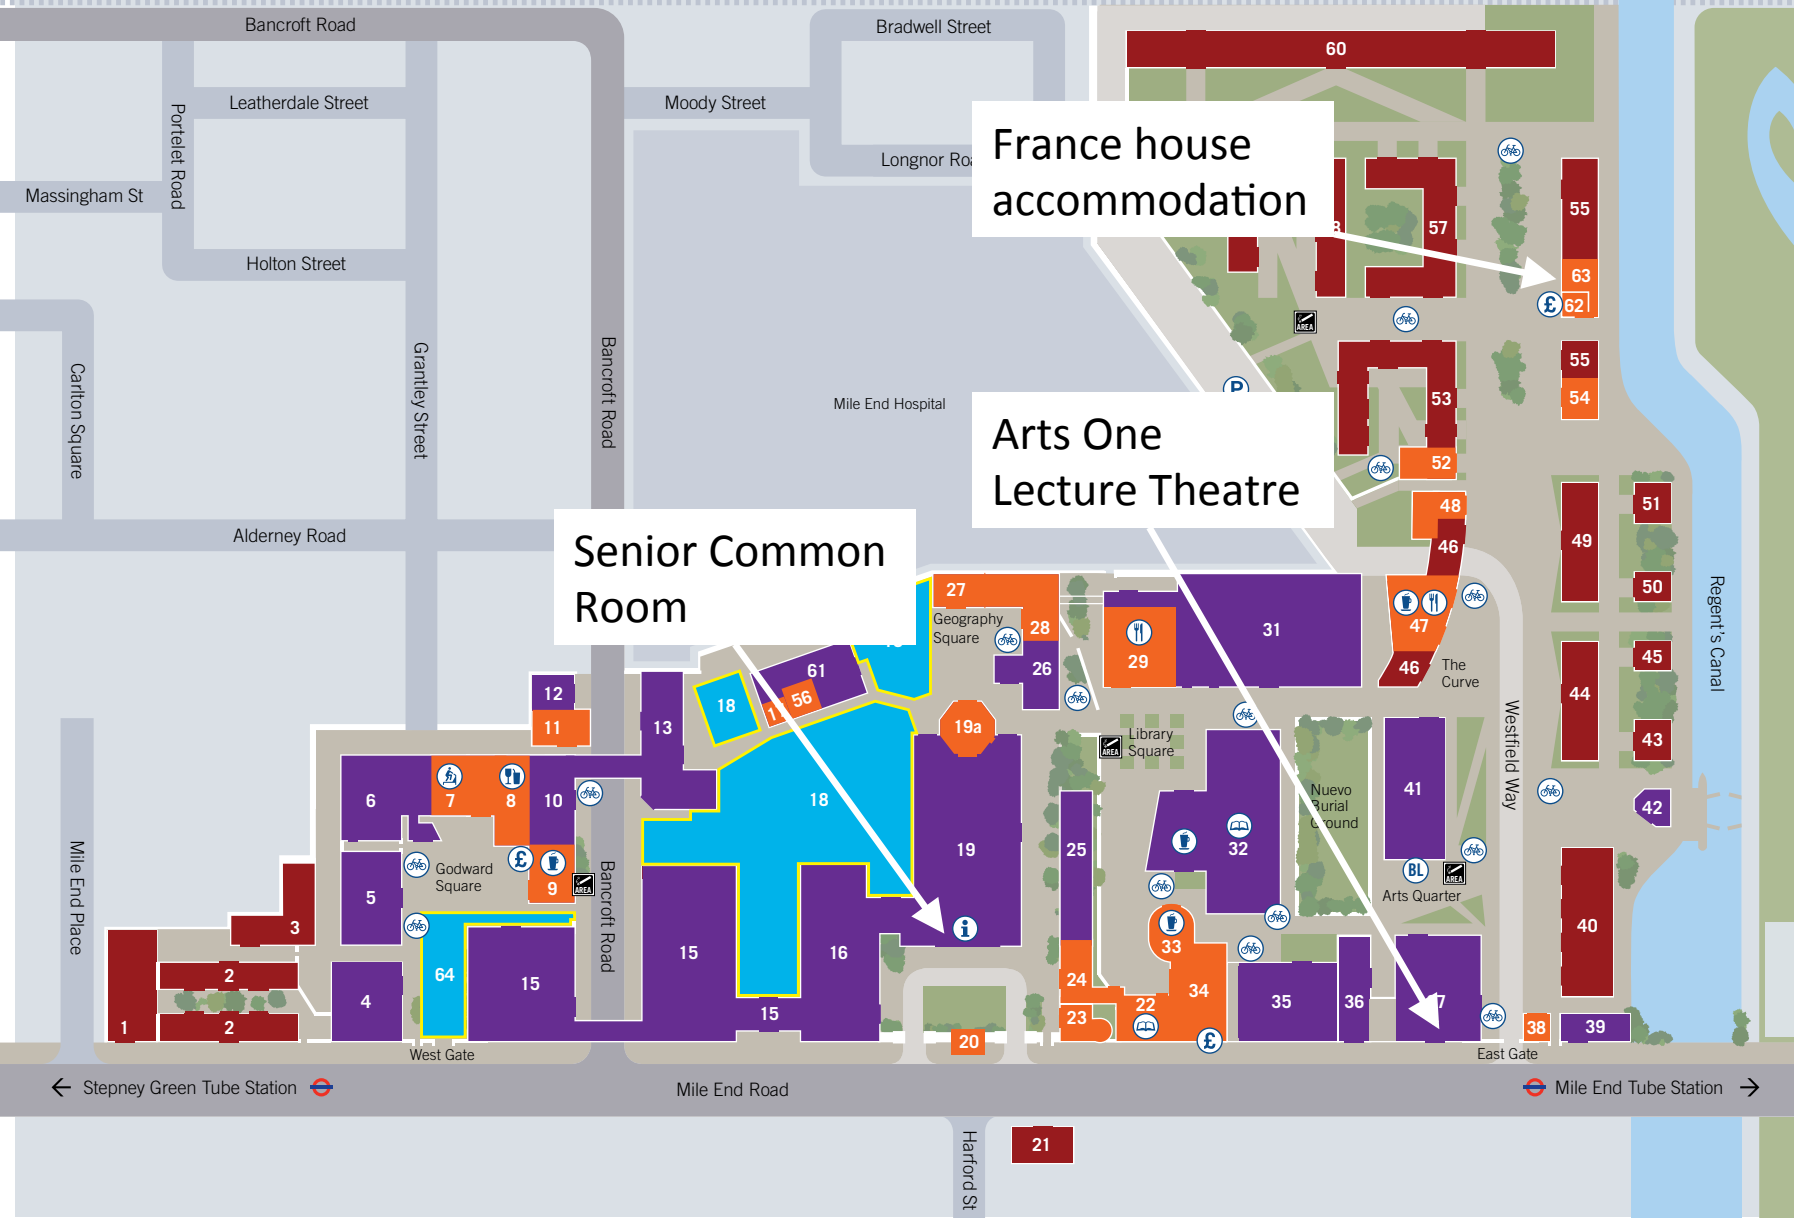 Bancroft Road
Bradwell Street
60
Leatherdale Street
Moody Street
Portelet Road
France house
accommodation
Longnor
Massingham St
55
57
Holton Street
63
£ 62
AREA
Carlton Square
Grantley Street
Bancroft Road
55
P
53
54
Mile End Hospital
Arts One
Lecture Theatre
52
51
48
49
46
Alderney Road
Senior Common
Room
50
27
Geography
Square
28
31
47
29
26
61
46
The
Curve
45
44
Regent's Canal
12
11
13
18
56
19a
Library
Square
AREA
43
Westfield Way
6
7
8
10
18
Nuevo
Burial
Ground
41
42
Mile End Place
Godward
Square
£
9
AREA
Bancroft Road
19
25
32
BL
AREA
Arts Quarter
5
3
40
i
33
2
64
15
15
16
24
34
4
35
36
22
1
2
15
23
38
39
20
£
West Gate
East Gate
← Stepney Green Tube Station
Mile End Road
Mile End Tube Station →
Harford St
21